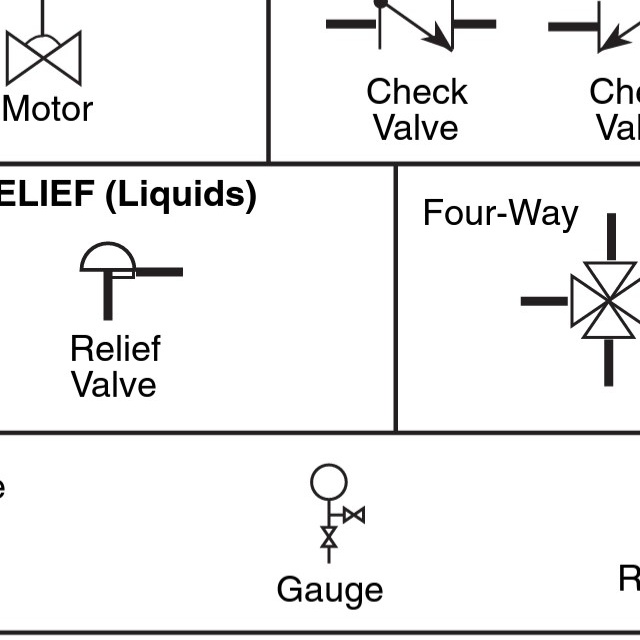 Motor
Check
Valve
ELIEF (Liquids)
Four-Way
Relief
Valve
Gauge